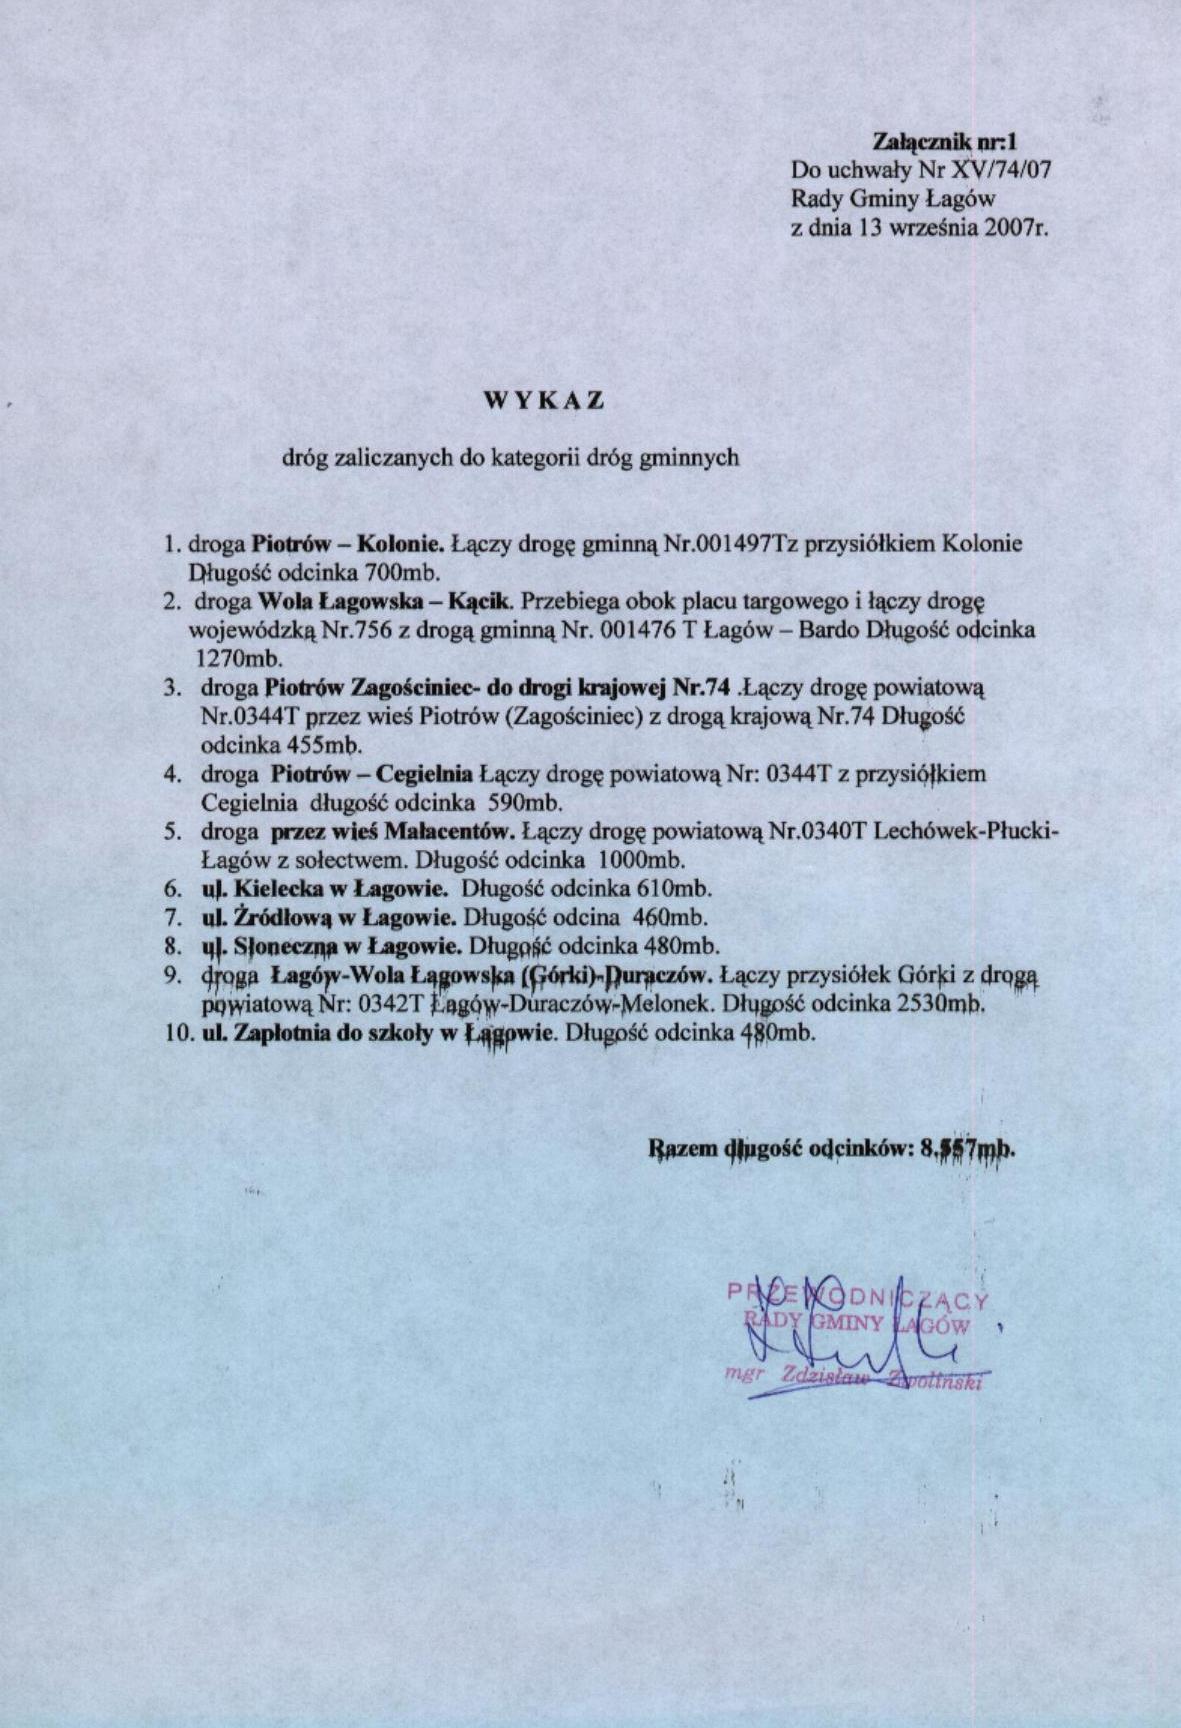 Załącznik nr:1
Do uchwały Nr XV/74/07
Rady Gminy Łagów
z dnia 13 września 2007r.
WYKAZ
dróg zaliczanych do kategorii dróg gminnych
1. droga Piotrów – Kolonie. Łączy drogę gminną Nr.001497Tz przysiółkiem Kolonie
Długość odcinka 700mb.
2. droga Wola Łagowska – Kącik. Przebiega obok placu targowego i łączy drogę
wojewódzką Nr.756 z drogą gminną Nr. 001476 T Łagów – Bardo Długość odcinka
1270mb.
3. droga Piotrów Zagościniec- do drogi krajowej Nr.74 .Łączy drogę powiatową
Nr.0344T przez wieś Piotrów (Zagościniec) z drogą krajową Nr.74 Długość
odcinka 455mb.
4. droga Piotrów – Cegielnia Łączy drogę powiatową Nr: 0344T z przysiółkiem
Cegielnia długość odcinka 590mb.
5. droga przez wieś Małacentów. Łączy drogę powiatową Nr.0340T Lechówek-Płucki-
Łagów z sołectwem. Długość odcinka 1000mb.
6. ul. Kielecka w Łagowie. Długość odcinka 610mb.
7. ul. Źródłową w Łagowie. Długość odcina 460mb.
8. ul. Słoneczna w Łagowie. Długość odcinka 480mb.
9. droga Łagów-Wola Łagowska (Górki)-Duraczów. Łączy przysiółek Górki z drogą
powiatową Nr: 0342T Łagów-Duraczów-Melonek. Długość odcinka 2530mb.
10. ul. Zapłotnia do szkoły w Łagowie. Długość odcinka 480mb.
Razem długość odcinków: 8.557mb.
PRZEWODNICZĄCY
RADY GMINY ŁAGÓW
mgr Zdzisław Zwoliński